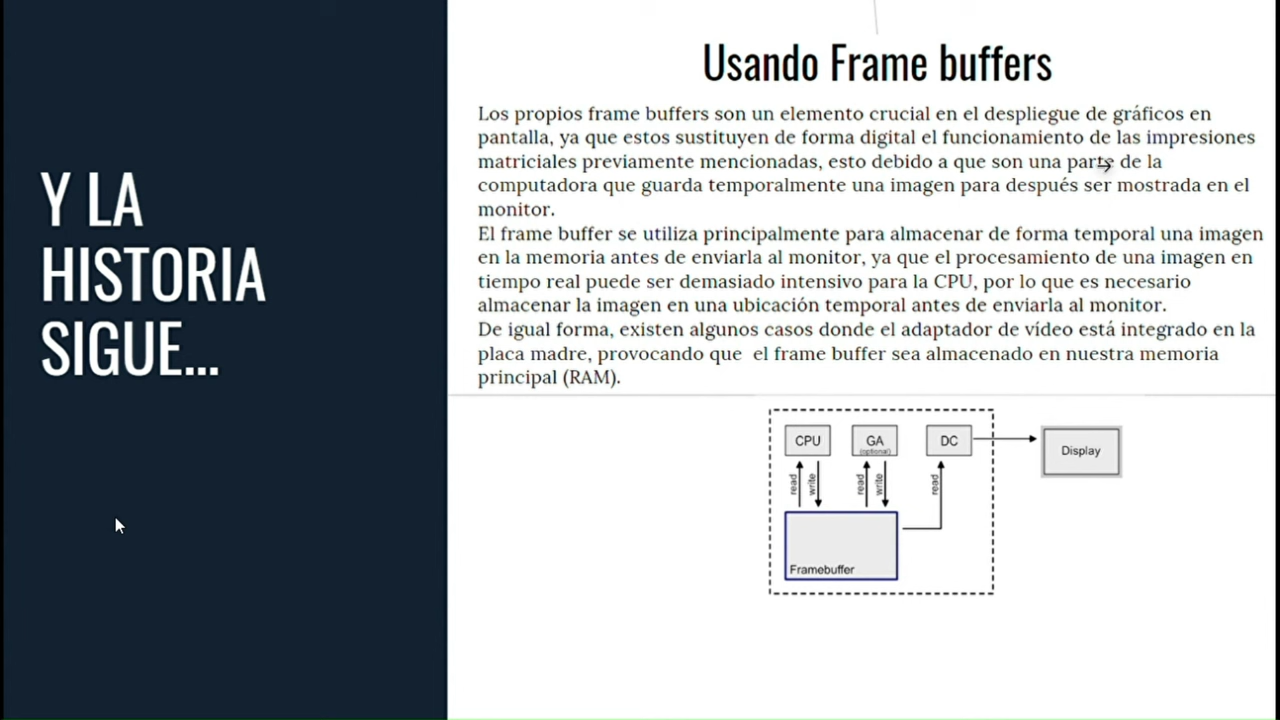 Y LA
HISTORIA
SIGUE...
Usando Frame buffers
Los propios frame buffers son un elemento crucial en el despliegue de gráficos en
pantalla, ya que estos sustituyen de forma digital el funcionamiento de las impresiones
matriciales previamente mencionadas, esto debido a que son una parte de la
computadora que guarda temporalmente una imagen para después ser mostrada en el
monitor.
El frame buffer se utiliza principalmente para almacenar de forma temporal una imagen
en la memoria antes de enviarla al monitor, ya que el procesamiento de una imagen en
tiempo real puede ser demasiado intensivo para la CPU, por lo que es necesario
almacenar la imagen en una ubicación temporal antes de enviarla al monitor.
De igual forma, existen algunos casos donde el adaptador de vídeo está integrado en la
placa madre, provocando que el frame buffer sea almacenado en nuestra memoria
principal (RAM).
CPU
GA
(optional)
DC
Display
read
write
read
write
read
Framebuffer